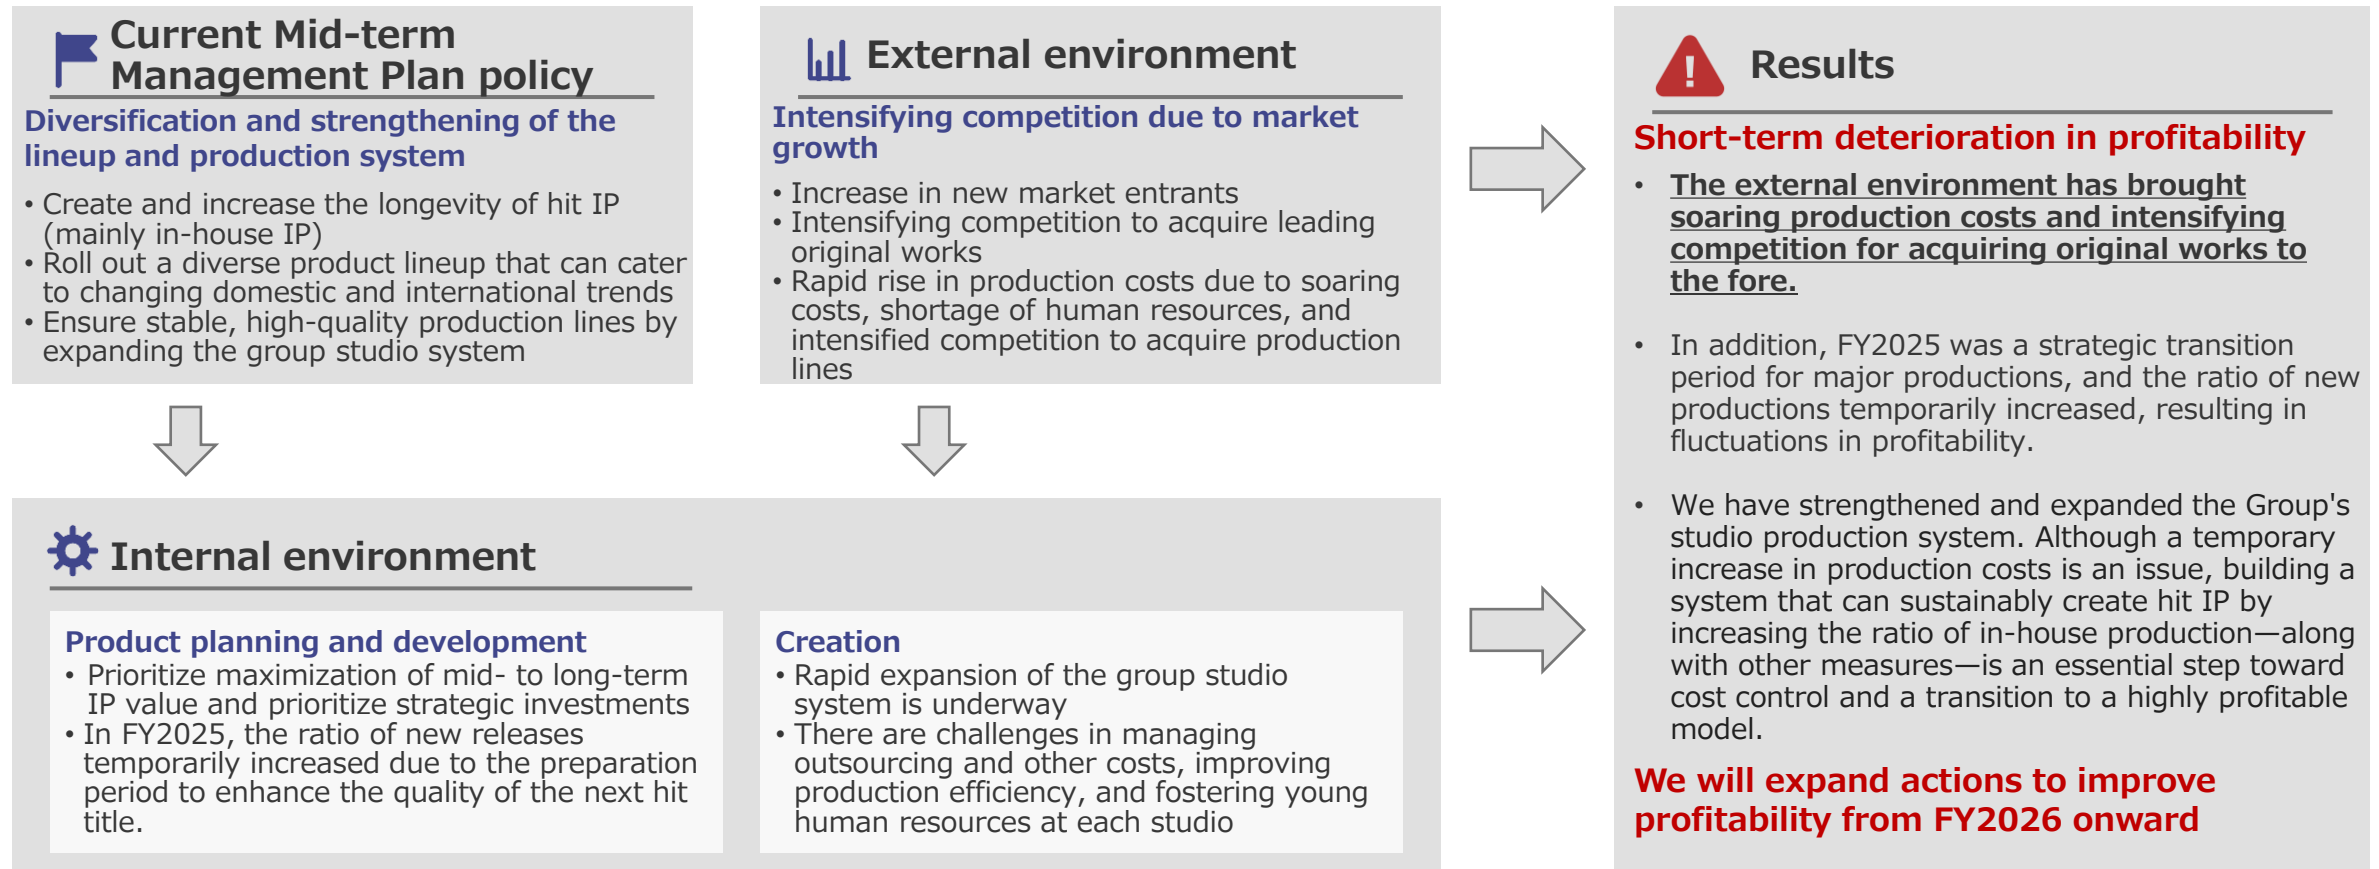 Current Mid-term
Management Plan policy
Diversification and strengthening of the
lineup and production system
• Create and increase the longevity of hit IP
(mainly in-house IP)
• Roll out a diverse product lineup that can cater
to changing domestic and international trends
• Ensure stable, high-quality production lines by
expanding the group studio system
External environment
Intensifying competition due to market
growth
• Increase in new market entrants
• Intensifying competition to acquire leading
original works
• Rapid rise in production costs due to soaring
costs, shortage of human resources, and
intensified competition to acquire production
lines
Internal environment
Product planning and development
• Prioritize maximization of mid- to long-term
IP value and prioritize strategic investments
• In FY2025, the ratio of new releases
temporarily increased due to the preparation
period to enhance the quality of the next hit
title.
Creation
• Rapid expansion of the group studio
system is underway
• There are challenges in managing
outsourcing and other costs, improving
production efficiency, and fostering young
human resources at each studio
Results
Short-term deterioration in profitability
• The external environment has brought
soaring production costs and intensifying
competition for acquiring original works to
the fore.
• In addition, FY2025 was a strategic transition
period for major productions, and the ratio of new
productions temporarily increased, resulting in
fluctuations in profitability.
• We have strengthened and expanded the Group's
studio production system. Although a temporary
increase in production costs is an issue, building a
system that can sustainably create hit IP by
increasing the ratio of in-house production—along
with other measures—is an essential step toward
cost control and a transition to a highly profitable
model.
We will expand actions to improve
profitability from FY2026 onward